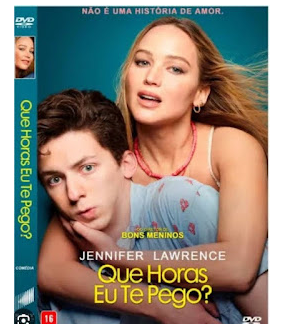 DVD
VIDEO
NÃO É UMA HISTÓRIA DE AMOR.
Que Horas Eu Te Pego?
COMÉDIA
BONS MENINOS
JENNIFER LAWRENCE
Que Horas
Eu Te Pego?
16
DVD